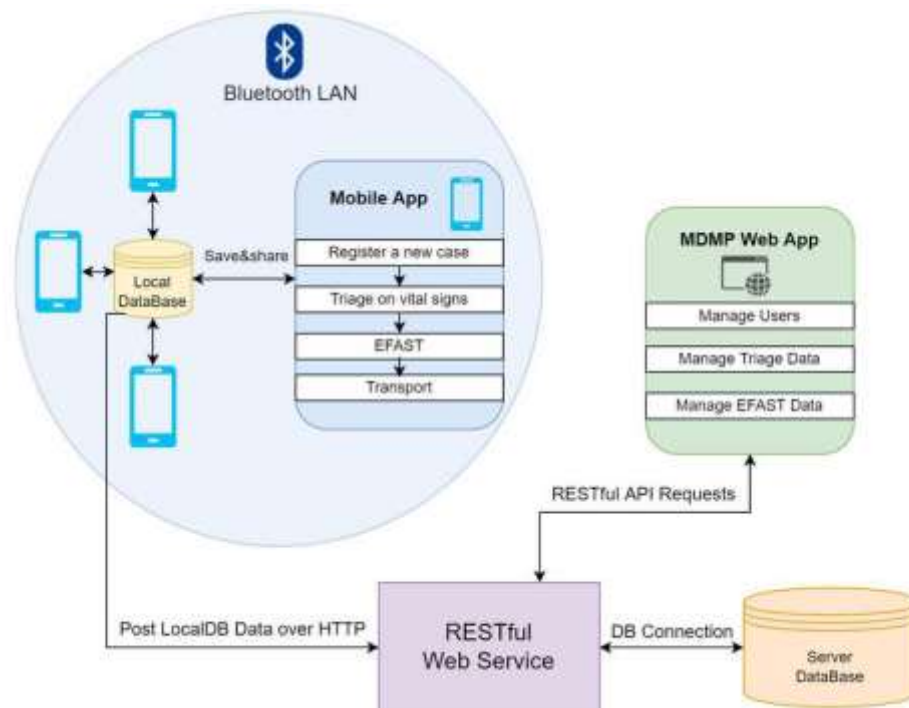 Bluetooth LAN
Mobile App
Register a new case
Triage on vital signs
EFAST
Transport
Save&share
Local
DataBase
MDMP Web App
Manage Users
Manage Triage Data
Manage EFAST Data
RESTful API Requests
Post LocalDB Data over HTTP
RESTful
Web Service
DB Connection
Server
DataBase